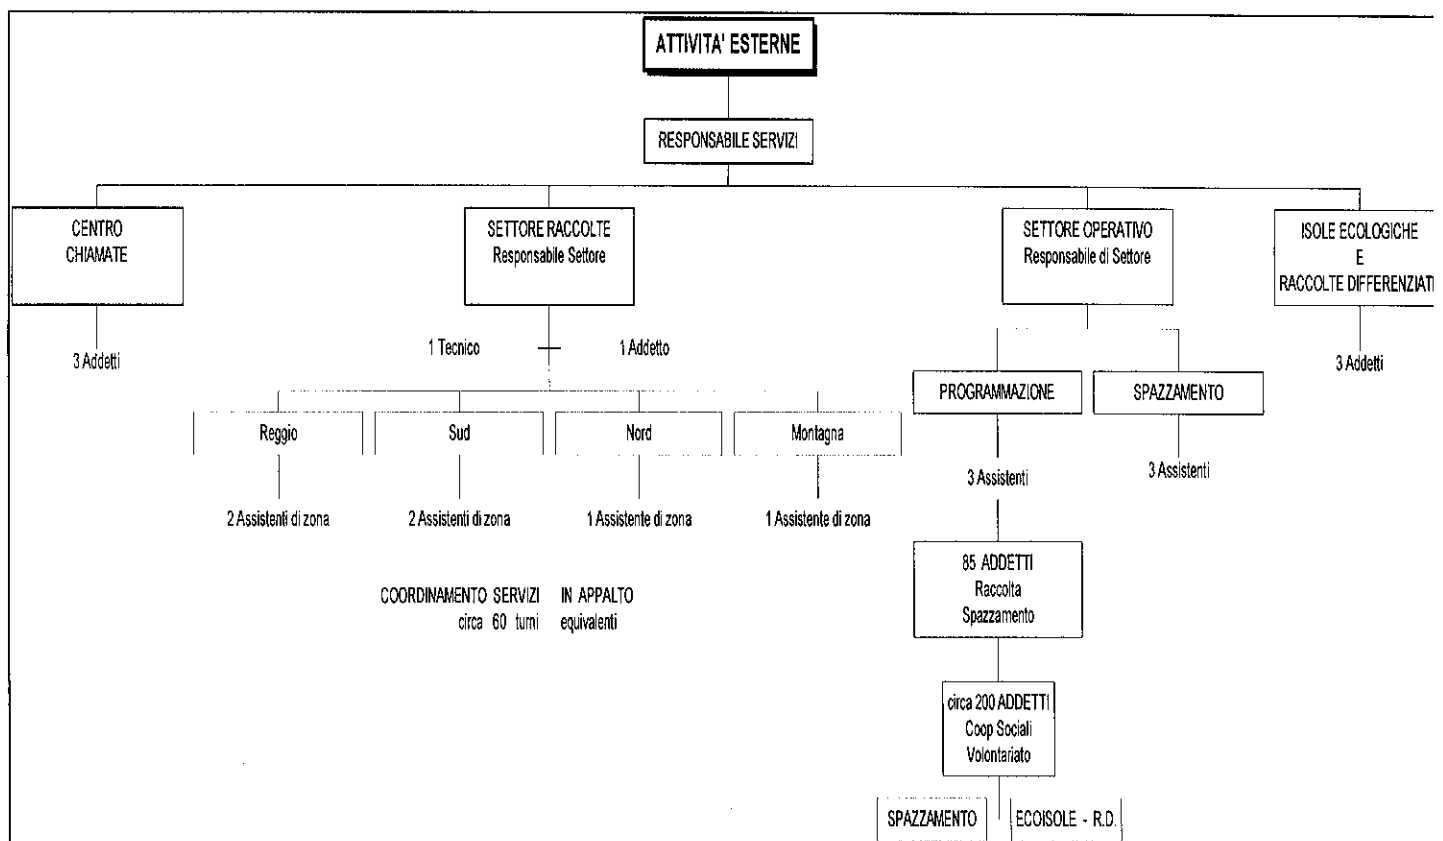 ATTIVITA' ESTERNE
RESPONSABILE SERVIZI
CENTRO
CHIAMATE
3 Addetti
SETTORE RACCOLTE
Responsabile Settore
1 Tecnico
1 Addetto
Reggio
2 Assistenti di zona
Sud
2 Assistenti di zona
Nord
1 Assistente di zona
Montagna
1 Assistente di zona
COORDINAMENTO SERVIZI IN APPALTO
circa 60 turni equivalenti
SETTORE OPERATIVO
Responsabile di Settore
PROGRAMMAZIONE
3 Assistenti
85 ADDETTI
Raccolta
Spazzamento
circa 200 ADDETTI
Coop Sociali
Volontariato
SPAZZAMENTO
ECOISOLE - R.D.
SPAZZAMENTO
3 Assistenti
ISOLE ECOLOGICHE
E
RACCOLTE DIFFERENZIATE
3 Addetti